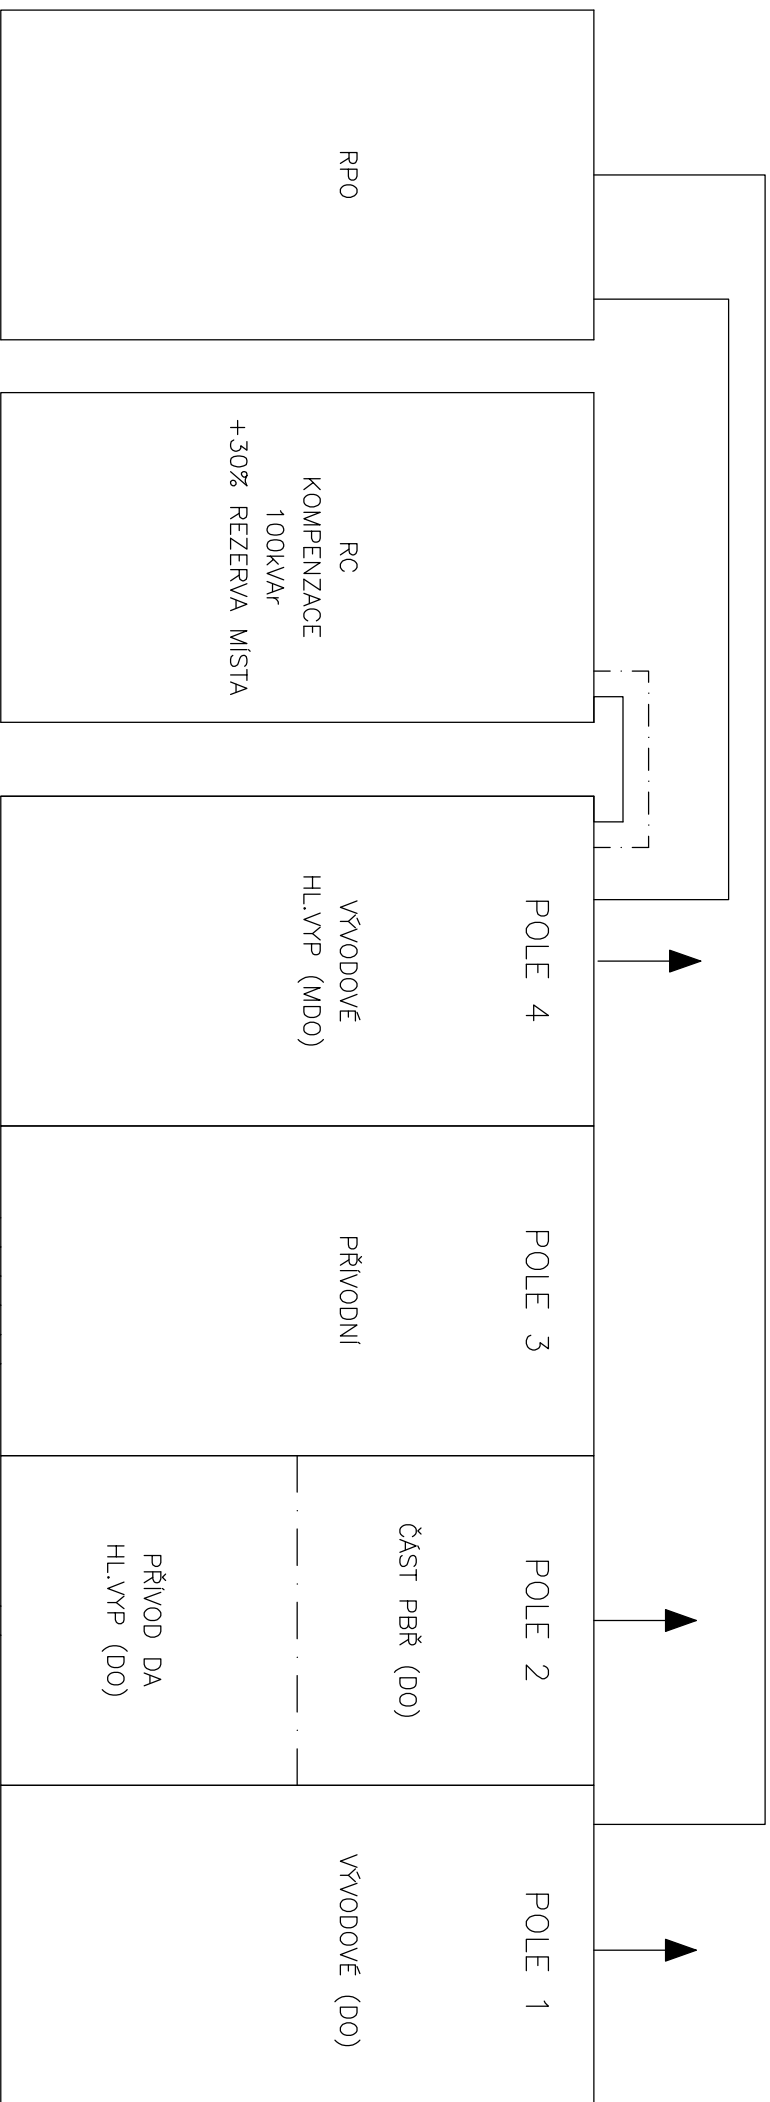 RPO
RC
KOMPENZACE
100kVAr
+30% REZERVA MÍSTA
POLE 4
VÝVODOVÉ
HL.VYP (MDO)
POLE 3
PŘÍVODNÍ
POLE 2
ČÁST PBŘ (DO)
PŘÍVOD DA
HL.VYP (DO)
POLE 1
VÝVODOVÉ (DO)